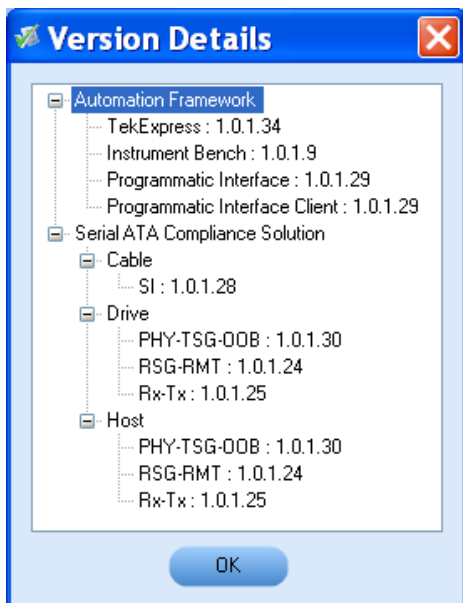 Version Details
Automation Framework
TekExpress : 1.0.1.34
Instrument Bench : 1.0.1.9
Programmatic Interface : 1.0.1.29
Programmatic Interface Client : 1.0.1.29
Serial ATA Compliance Solution
Cable
SI : 1.0.1.28
Drive
PHY-TSG-OOB : 1.0.1.30
RSG-RMT : 1.0.1.24
Rx-Tx : 1.0.1.25
Host
PHY-TSG-OOB : 1.0.1.30
RSG-RMT : 1.0.1.24
Rx-Tx : 1.0.1.25
OK